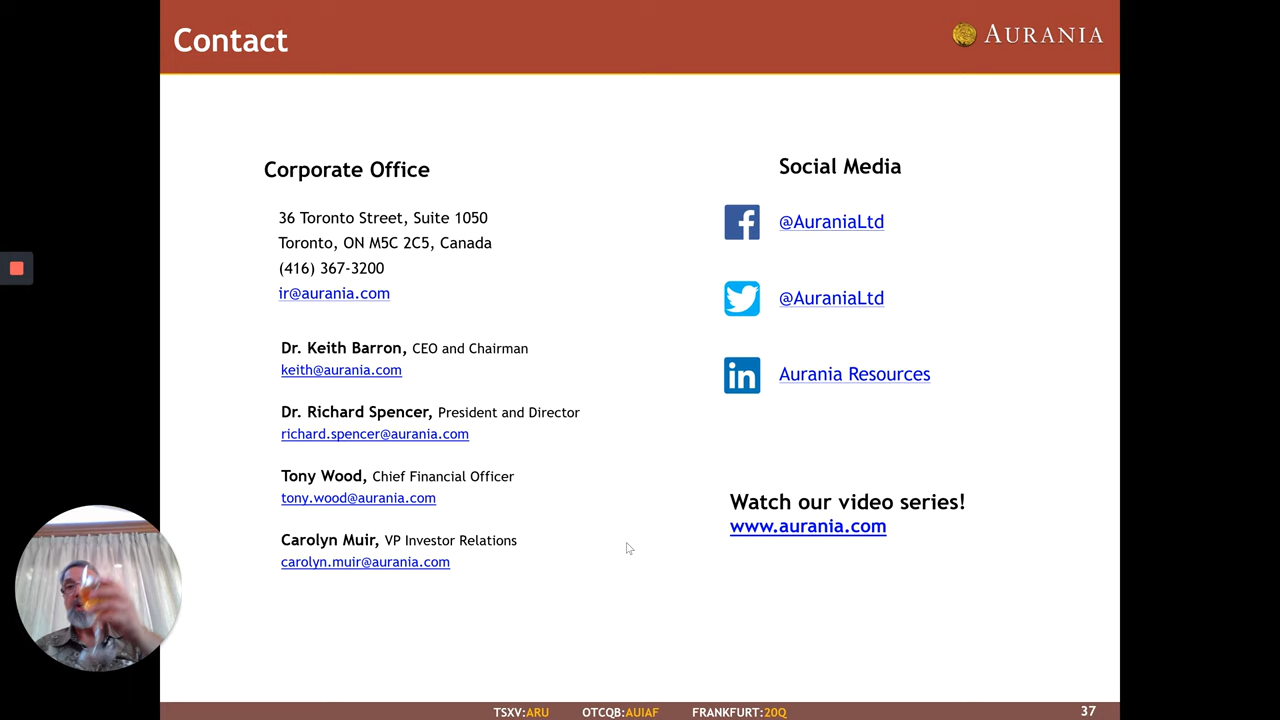 Contact
AURANIA
Corporate Office
36 Toronto Street, Suite 1050
Toronto, ON M5C 2C5, Canada
(416) 367-3200
ir@aurania.com
Dr. Keith Barron, CEO and Chairman
keith@aurania.com
Dr. Richard Spencer, President and Director
richard.spencer@aurania.com
Tony Wood, Chief Financial Officer
tony.wood@aurania.com
Carolyn Muir, VP Investor Relations
carolyn.muir@aurania.com
Social Media
@AuraniaLtd
@AuraniaLtd
in Aurania Resources
Watch our video series!
www.aurania.com
TSXV:ARU OTCQB:AUIAF FRANKFURT:20Q
37